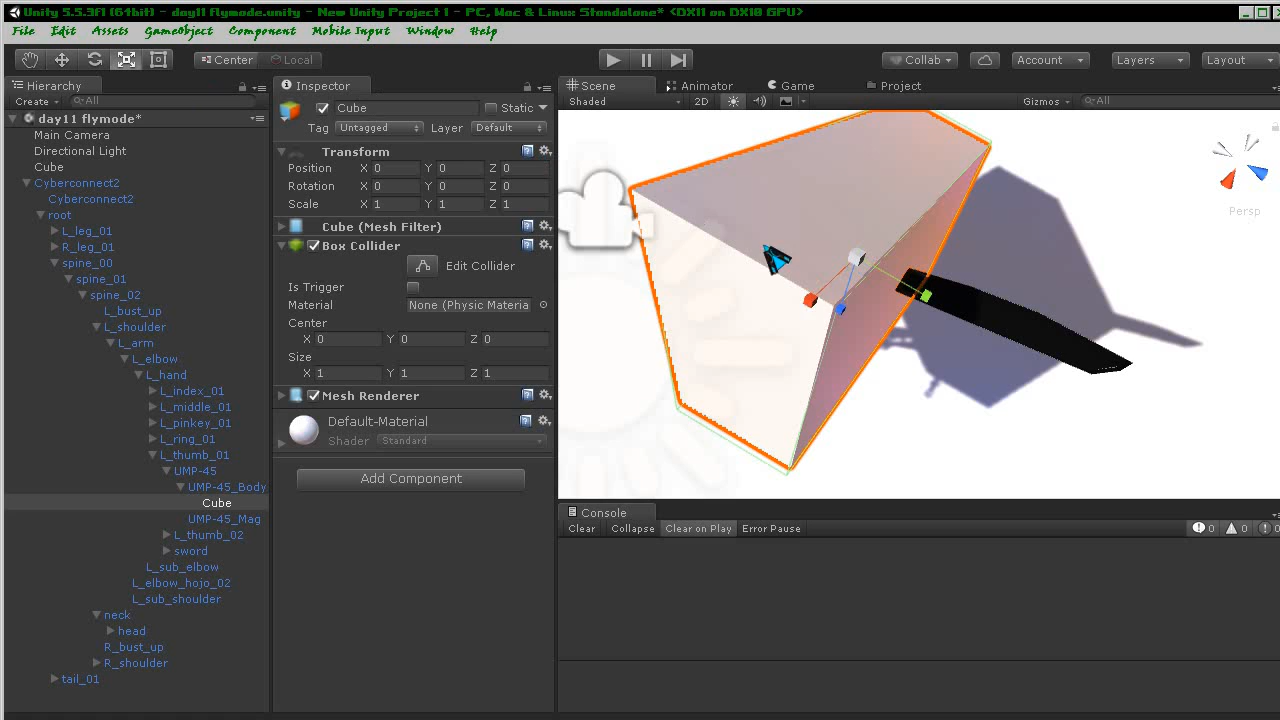 Unity 5.5.3f1 (64bit) - day11 flymode.unity - New Unity Project 1 - PC, Mac & Linux Standalone* <DX11 on DX10 GPU>
File Edit Assets GameObject Component Mobile Input Window Help
Center Local Collab Account Layers Layout
Hierarchy
Create All
day11 flymode*
Main Camera
Directional Light
Cube
Cyberconnect2
Cyberconnect2
root
L_leg_01
R_leg_01
spine_00
spine_01
spine_02
L_bust_up
L_shoulder
L_arm
L_elbow
L_hand
L_index_01
L_middle_01
L_pinkey_01
L_ring_01
L_thumb_01
UMP-45
UMP-45_Body
Cube
UMP-45_Mag
L_thumb_02
sword
L_sub_elbow
L_elbow_hojo_02
L_sub_shoulder
neck
head
R_bust_up
R_shoulder
tail_01
Inspector
Cube Static
Tag Untagged Layer Default
Transform
Position X 0 Y 0 Z 0
Rotation X 0 Y 0 Z 0
Scale X 1 Y 1 Z 1
Cube (Mesh Filter)
Box Collider
Edit Collider
Is Trigger
Material None (Physic Materia
Center
X 0 Y 0 Z 0
Size
X 1 Y 1 Z 1
Mesh Renderer
Default-Material
Shader Standard
Add Component
Scene Animator Game Project
Shaded 2D Gizmos All
Persp
Console
Clear Collapse Clear on Play Error Pause 0 0 0